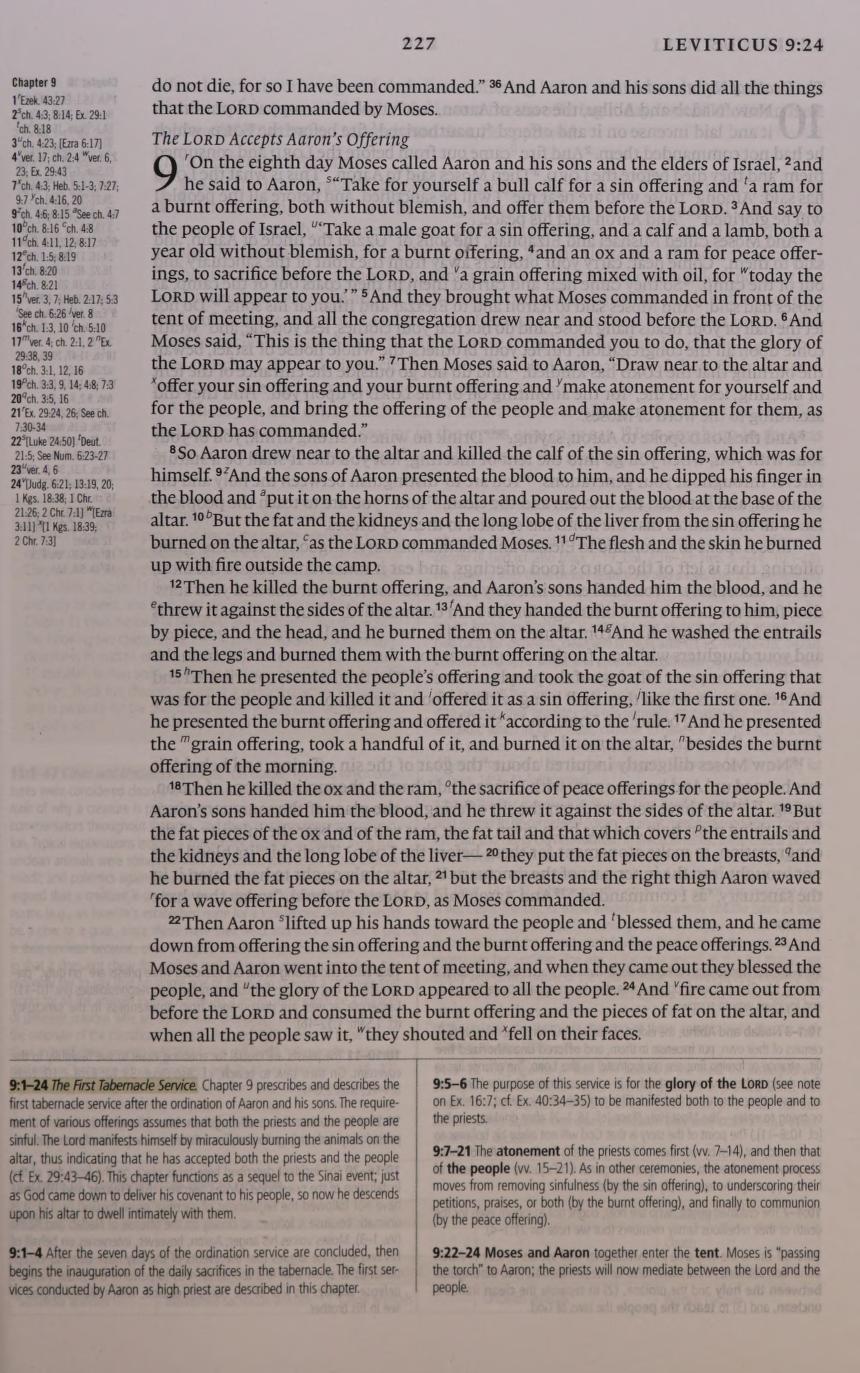 227
LEVITICUS 9:24
Chapter 9
1 r Ezek. 43:27
2 s ch. 4:3; 8:14; Ex. 29:1
t ch. 8:18
3 u ch. 4:23; [Ezra 6:17]
4 v ver. 17; ch. 2:4 w ver. 6,
23; Ex. 29:43
7 x ch. 4:3; Heb. 5:1-3; 7:27;
9:7 y ch. 4:16, 20
9 z ch. 4:6; 8:15 a See ch. 4:7
10 b ch. 8:16 c ch. 4:8
11 d ch. 4:11, 12; 8:17
12 e ch. 1:5; 8:19
13 f ch. 8:20
14 g ch. 8:21
15 h ver. 3, 7; Heb. 2:17; 5:3
i See ch. 6:26 j ver. 8
16 k ch. 1:3, 10 l ch. 5:10
17 m ver. 4; ch. 2:1, 2 n Ex.
29:38, 39
18 o ch. 3:1, 12, 16
19 p ch. 3:3, 9, 14; 4:8; 7:3
20 q ch. 3:5, 16
21 r Ex. 29:24, 26; See ch.
7:30-34
22 s [Luke 24:50] t Deut.
21:5; See Num. 6:23-27
23 u ver. 4, 6
24 v [Judg. 6:21; 13:19, 20;
1 Kgs. 18:38; 1 Chr.
21:26; 2 Chr. 7:1] w [Ezra
3:11] x [1 Kgs. 18:39;
2 Chr. 7:3]
do not die, for so I have been commanded.” 36 And Aaron and his sons did all the things
that the LORD commanded by Moses.
The LORD Accepts Aaron’s Offering
9 r On the eighth day Moses called Aaron and his sons and the elders of Israel, 2 and
he said to Aaron, s “Take for yourself a bull calf for a sin offering and t a ram for
a burnt offering, both without blemish, and offer them before the LORD. 3 And say to
the people of Israel, u ‘Take a male goat for a sin offering, and a calf and a lamb, both a
year old without blemish, for a burnt offering, 4 and an ox and a ram for peace offer-
ings, to sacrifice before the LORD, and v a grain offering mixed with oil, for w today the
LORD will appear to you.’” 5 And they brought what Moses commanded in front of the
tent of meeting, and all the congregation drew near and stood before the LORD. 6 And
Moses said, “This is the thing that the LORD commanded you to do, that the glory of
the LORD may appear to you.” 7 Then Moses said to Aaron, “Draw near to the altar and
x offer your sin offering and your burnt offering and y make atonement for yourself and
for the people, and bring the offering of the people and make atonement for them, as
the LORD has commanded.”
8 So Aaron drew near to the altar and killed the calf of the sin offering, which was for
himself. 9 z And the sons of Aaron presented the blood to him, and he dipped his finger in
the blood and a put it on the horns of the altar and poured out the blood at the base of the
altar. 10 b But the fat and the kidneys and the long lobe of the liver from the sin offering he
burned on the altar, c as the LORD commanded Moses. 11 d The flesh and the skin he burned
up with fire outside the camp.
12 Then he killed the burnt offering, and Aaron’s sons handed him the blood, and he
e threw it against the sides of the altar. 13 f And they handed the burnt offering to him, piece
by piece, and the head, and he burned them on the altar. 14 g And he washed the entrails
and the legs and burned them with the burnt offering on the altar.
15 h Then he presented the people’s offering and took the goat of the sin offering that
was for the people and killed it and i offered it as a sin offering, j like the first one. 16 And
he presented the burnt offering and offered it k according to the l rule. 17 And he presented
the m grain offering, took a handful of it, and burned it on the altar, n besides the burnt
offering of the morning.
18 Then he killed the ox and the ram, o the sacrifice of peace offerings for the people. And
Aaron’s sons handed him the blood, and he threw it against the sides of the altar. 19 But
the fat pieces of the ox and of the ram, the fat tail and that which covers p the entrails and
the kidneys and the long lobe of the liver— 20 they put the fat pieces on the breasts, q and
he burned the fat pieces on the altar, 21 but the breasts and the right thigh Aaron waved
r for a wave offering before the LORD, as Moses commanded.
22 Then Aaron s lifted up his hands toward the people and t blessed them, and he came
down from offering the sin offering and the burnt offering and the peace offerings. 23 And
Moses and Aaron went into the tent of meeting, and when they came out they blessed the
people, and u the glory of the LORD appeared to all the people. 24 And v fire came out from
before the LORD and consumed the burnt offering and the pieces of fat on the altar, and
when all the people saw it, w they shouted and x fell on their faces.
9:1–24 The First Tabernacle Service. Chapter 9 prescribes and describes the
first tabernacle service after the ordination of Aaron and his sons. The require-
ment of various offerings assumes that both the priests and the people are
sinful. The Lord manifests himself by miraculously burning the animals on the
altar, thus indicating that he has accepted both the priests and the people
(cf. Ex. 29:43–46). This chapter functions as a sequel to the Sinai event; just
as God came down to deliver his covenant to his people, so now he descends
upon his altar to dwell intimately with them.
9:1–4 After the seven days of the ordination service are concluded, then
begins the inauguration of the daily sacrifices in the tabernacle. The first ser-
vices conducted by Aaron as high priest are described in this chapter.
9:5–6 The purpose of this service is for the glory of the LORD (see note
on Ex. 16:7; cf. Ex. 40:34–35) to be manifested both to the people and to
the priests.
9:7–21 The atonement of the priests comes first (vv. 7–14), and then that
of the people (vv. 15–21). As in other ceremonies, the atonement process
moves from removing sinfulness (by the sin offering), to underscoring their
petitions, praises, or both (by the burnt offering), and finally to communion
(by the peace offering).
9:22–24 Moses and Aaron together enter the tent. Moses is “passing
the torch” to Aaron; the priests will now mediate between the Lord and the
people.